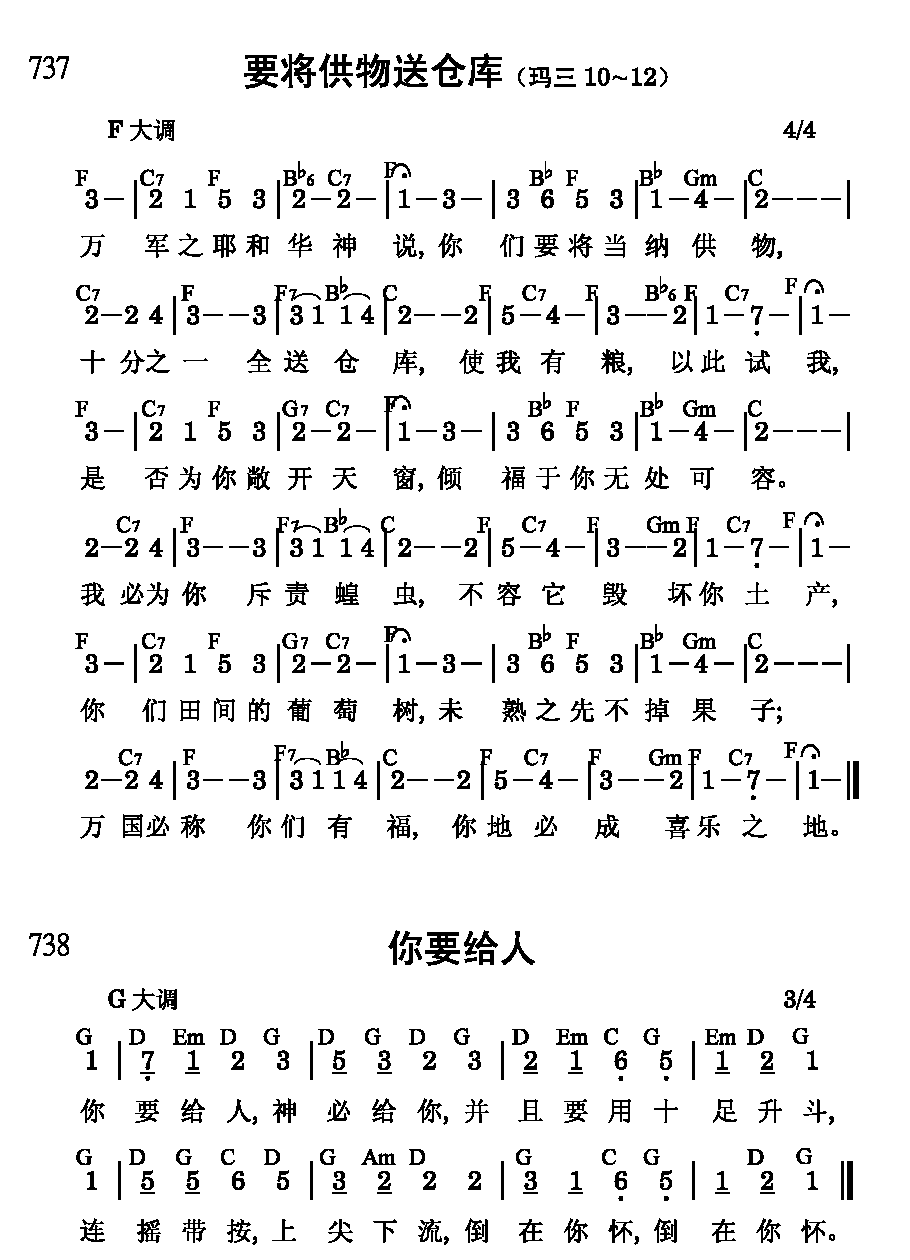 737 要将供物送仓库（玛三 10~12）
F 大调 4/4
F C7 F B♭6 C7 F B♭ F B♭ Gm C
3－|2 1 5 3|2－2－|1－3－|3 6 5 3|1－4－|2－－－|
万 军之耶和华神说,你们要将当纳供物,
C7 F F7 B♭ C F C7 F B♭6 F C7 F
2－2 4|3－－3|3 1 1 4|2－－2|5－4－|3－－2|1－7－|1－
十分之一全送仓库,使我有粮,以此试我,
F C7 F G7 C7 F B♭ F B♭ Gm C
3－|2 1 5 3|2－2－|1－3－|3 6 5 3|1－4－|2－－－|
是否为你敞开天窗,倾福于你无处可容。
C7 F F7 B♭ C F C7 F Gm F C7 F
2－2 4|3－－3|3 1 1 4|2－－2|5－4－|3－－2|1－7－|1－
我必为你斥责蝗虫,不容它毁坏你土产,
F C7 F G7 C7 F B♭ F B♭ Gm C
3－|2 1 5 3|2－2－|1－3－|3 6 5 3|1－4－|2－－－|
你们田间的葡萄树,未熟之先不掉果子;
C7 F F7 B♭ C F C7 F Gm F C7 F
2－2 4|3－－3|3 1 1 4|2－－2|5－4－|3－－2|1－7－|1－‖
万国必称你们有福,你地必成喜乐之地。
738 你要给人
G 大调 3/4
G D Em D G D G D G D Em C G Em D G
1|7 1 2 3|5 3 2 3|2 1 6 5|1 2 1
你要给人,神必给你,并且要用十足升斗,
G D G C D G Am D G C G D G
1|5 5 6 5|3 2 2 2|3 1 6 5|1 2 1‖
连摇带按,上尖下流,倒在你怀,倒在你怀。